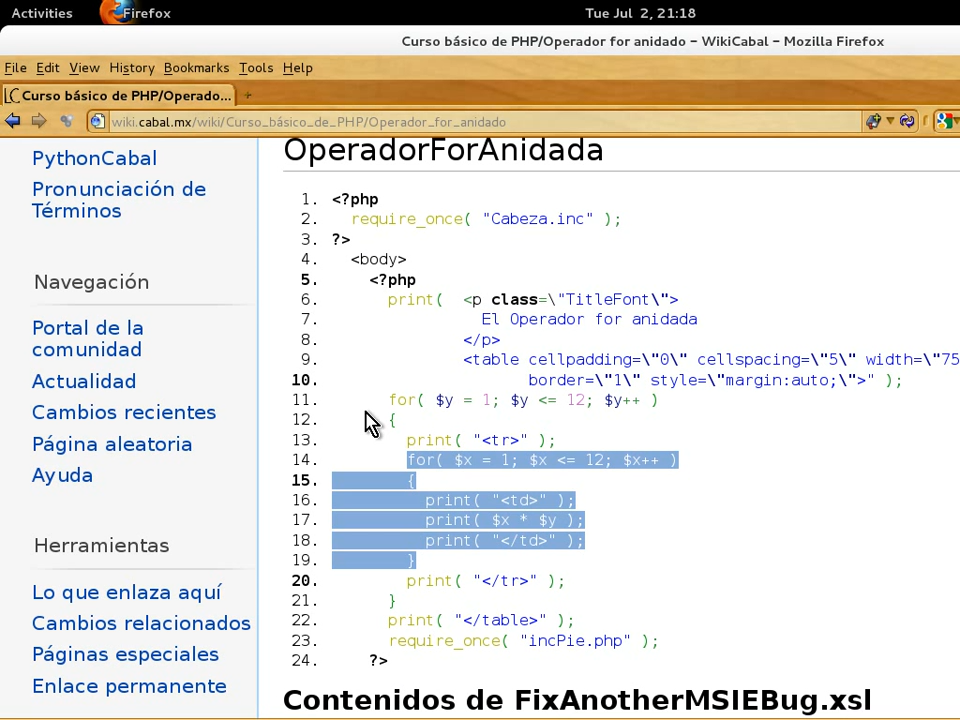 Activities Firefox Tue Jul 2, 21:18
Curso básico de PHP/Operador for anidado - WikiCabal - Mozilla Firefox
File Edit View History Bookmarks Tools Help
Curso básico de PHP/Operado... +
wiki.cabal.mx/wiki/Curso_básico_de_PHP/Operador_for_anidado
PythonCabal
Pronunciación de
Términos
Navegación
Portal de la
comunidad
Actualidad
Cambios recientes
Página aleatoria
Ayuda
Herramientas
Lo que enlaza aquí
Cambios relacionados
Páginas especiales
Enlace permanente
OperadorForAnidada
1. <?php
2. require_once( "Cabeza.inc" );
3. ?>
4. <body>
5. <?php
6. print( <p class=\"TitleFont\">
7. El Operador for anidada
8. </p>
9. <table cellpadding=\"0\" cellspacing=\"5\" width=\"75
10. border=\"1\" style=\"margin:auto;\">" );
11. for( $y = 1; $y <= 12; $y++ )
12. {
13. print( "<tr>" );
14. for( $x = 1; $x <= 12; $x++ )
15. {
16. print( "<td>" );
17. print( $x * $y );
18. print( "</td>" );
19. }
20. print( "</tr>" );
21. }
22. print( "</table>" );
23. require_once( "incPie.php" );
24. ?>
Contenidos de FixAnotherMSIEBug.xsl